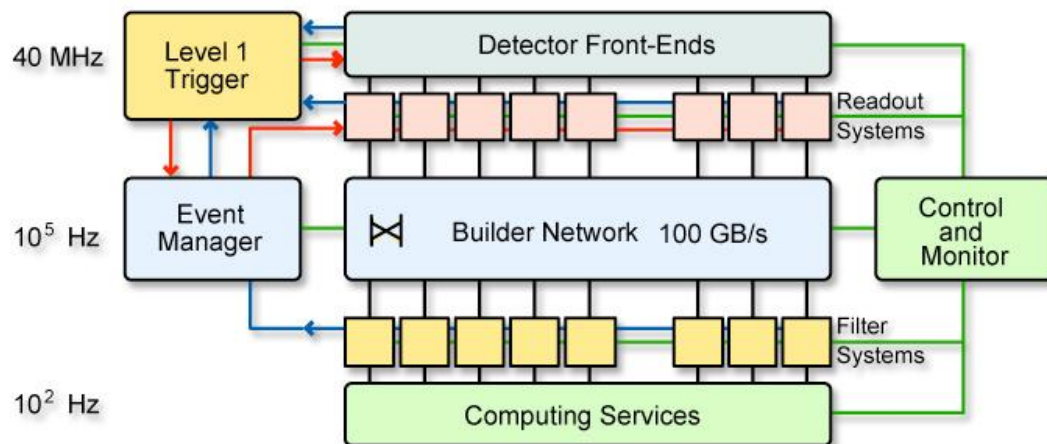 40 MHz
Level 1
Trigger
Detector Front-Ends
Readout
Systems
10⁵ Hz
Event
Manager
Builder Network 100 GB/s
Control
and
Monitor
Filter
Systems
10² Hz
Computing Services